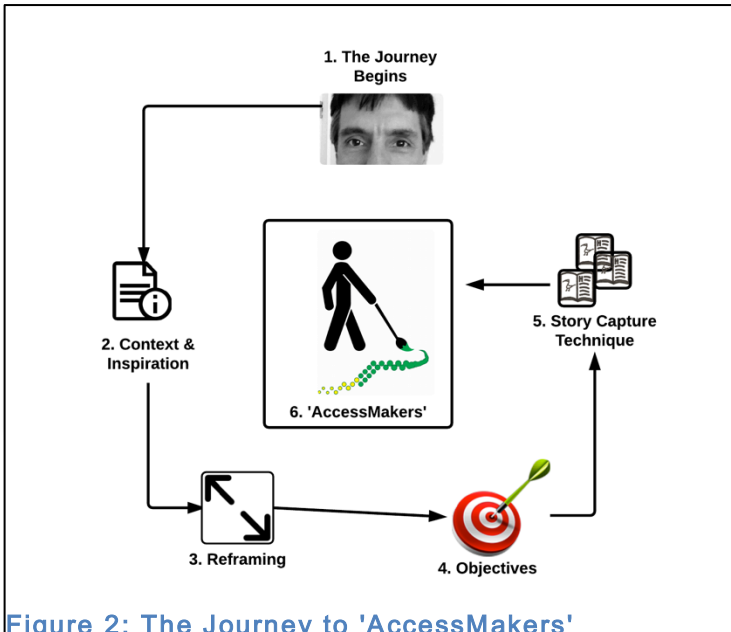 1. The Journey
Begins
2. Context &
Inspiration
5. Story Capture
Technique
6. 'AccessMakers'
3. Reframing
4. Objectives
Figure 2: The Journey to 'AccessMakers'